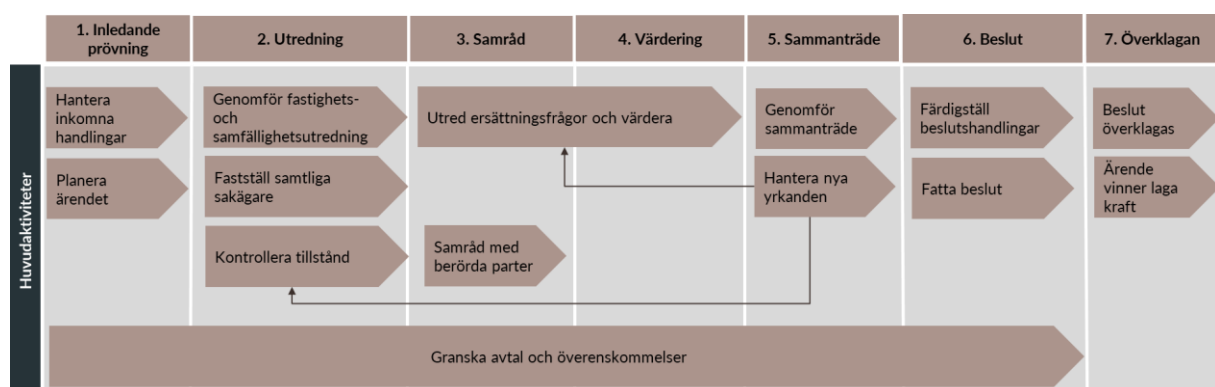 1. Inledande
prövning
2. Utredning
3. Samråd
4. Värdering
5. Sammanträde
6. Beslut
7. Överklagan
Huvudaktiviteter
Hantera
inkomna
handlingar
Genomför fastighets-
och
samfällighetsutredning
Utred ersättningsfrågor och värdera
Genomför
sammanträde
Färdigställ
beslutshandlingar
Beslut
överklagas
Planera
ärendet
Fastställ samtliga
sakägare
Hantera nya
yrkanden
Fatta beslut
Ärende
vinner laga
kraft
Kontrollera tillstånd
Samråd med
berörda parter
Granska avtal och överenskommelser